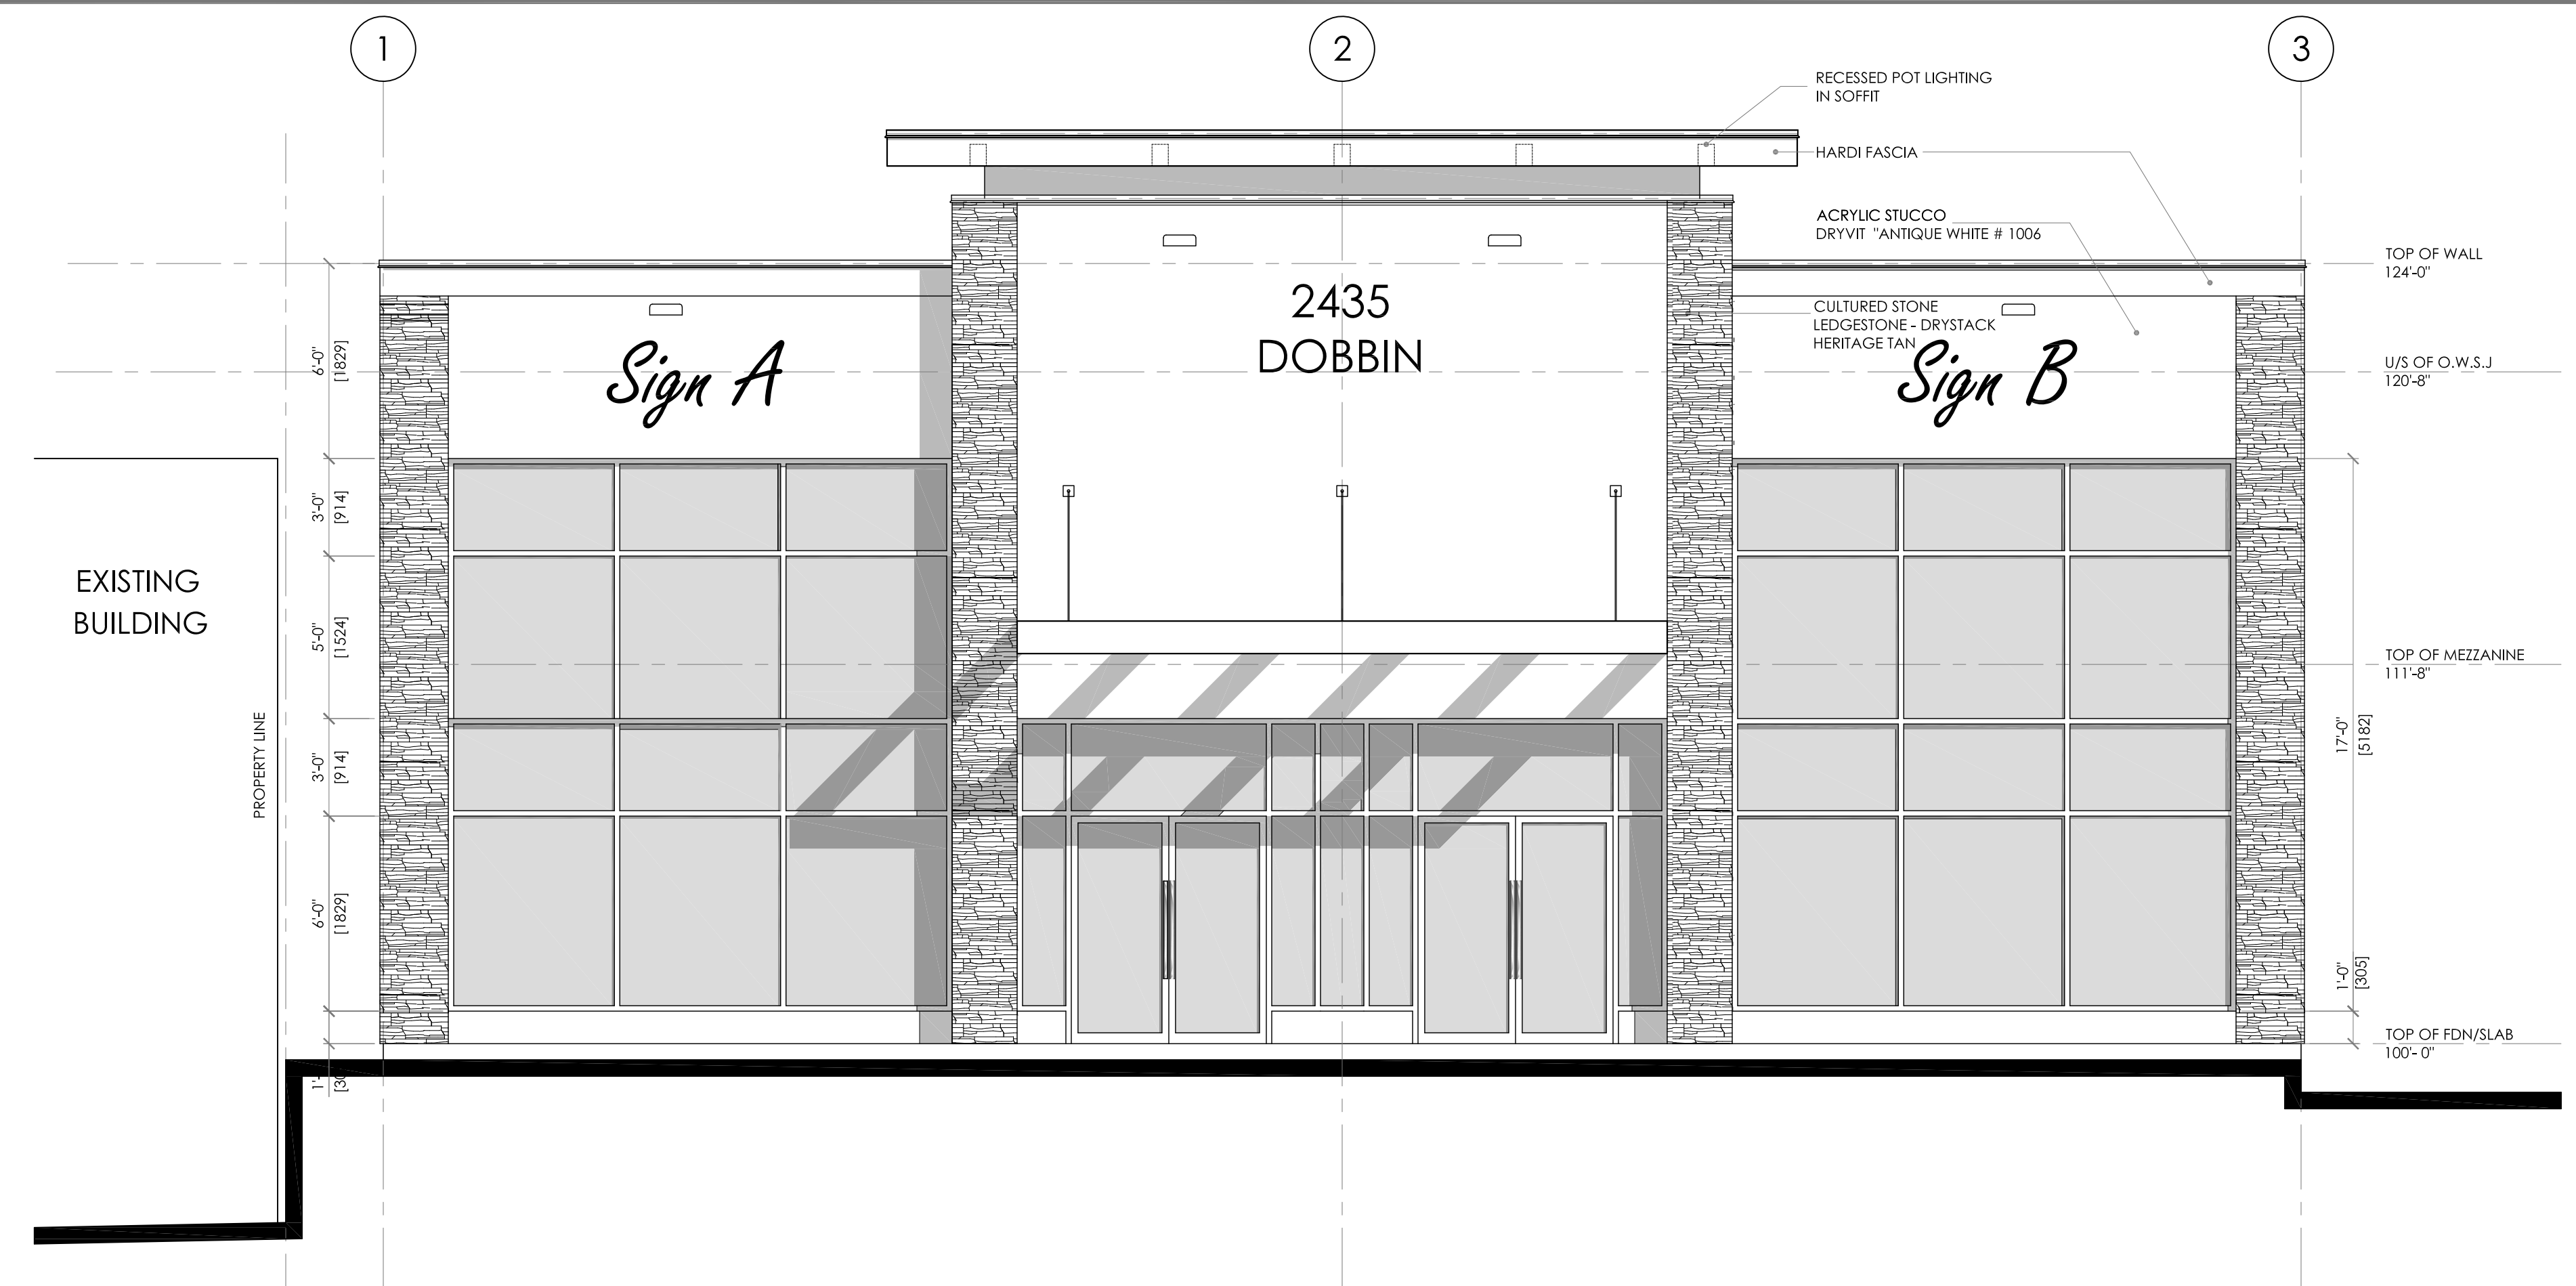 1
2
3
RECESSED POT LIGHTING
IN SOFFIT
HARDI FASCIA
ACRYLIC STUCCO
DRYVIT "ANTIQUE WHITE # 1006
TOP OF WALL
124'-0"
2435
DOBBIN
CULTURED STONE
LEDGESTONE - DRYSTACK
HERITAGE TAN
Sign A
Sign B
6'-0"
[1829]
U/S OF O.W.S.J
120'-8"
3'-0"
[914]
EXISTING
BUILDING
5'-0"
[1524]
TOP OF MEZZANINE
111'-8"
PROPERTY LINE
3'-0"
[914]
17'-0"
[5182]
6'-0"
[1829]
1'-0"
[305]
TOP OF FDN/SLAB
100'- 0"